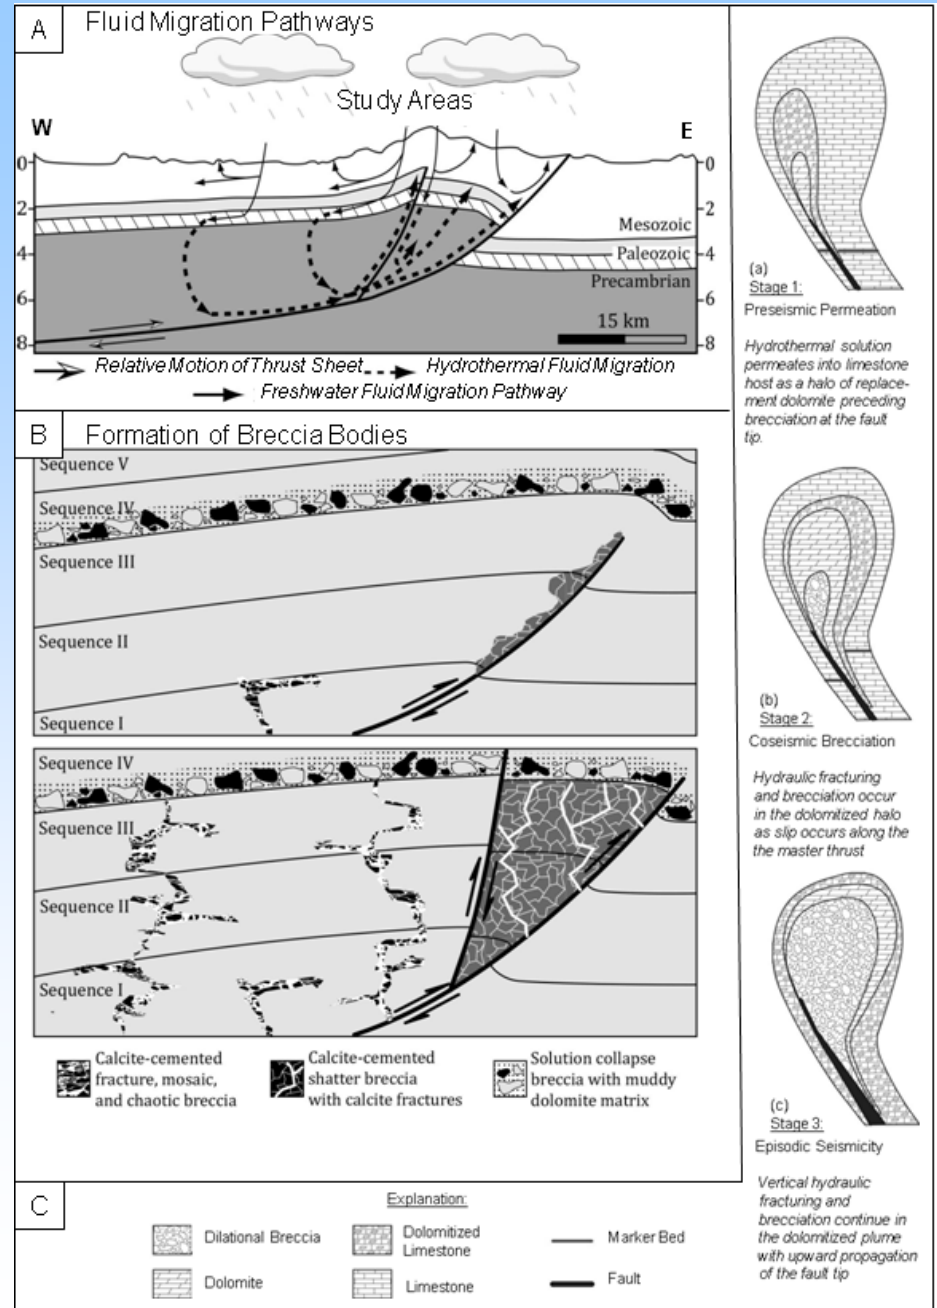 A
Fluid Migration Pathways
Study Areas
W
E
0
2
4
6
8
0
2
4
6
8
Mesozoic
Paleozoic
Precambrian
15 km
Relative Motion of Thrust Sheet
Hydrothermal Fluid Migration
Freshwater Fluid Migration Pathway
B
Formation of Breccia Bodies
Sequence V
Sequence IV
Sequence III
Sequence II
Sequence I
Sequence IV
Sequence III
Sequence II
Sequence I
Calcite-cemented
fracture, mosaic,
and chaotic breccia
Calcite-cemented
shatter breccia
with calcite fractures
Solution collapse
breccia with muddy
dolomite matrix
(a)
Stage 1:
Preseismic Permeation
Hydrothermal solution
permeates into limestone
host as a halo of replace-
ment dolomite preceding
brecciation at the fault
tip.
(b)
Stage 2:
Coseismic Brecciation
Hydraulic fracturing
and brecciation occur
in the dolomitized halo
as slip occurs along the
the master thrust
(c)
Stage 3:
Episodic Seismicity
Vertical hydraulic
fracturing and
brecciation continue in
the dolomitized plume
with upward propagation
of the fault tip
C
Explanation:
Dilational Breccia
Dolomitized
Limestone
Marker Bed
Dolomite
Limestone
Fault